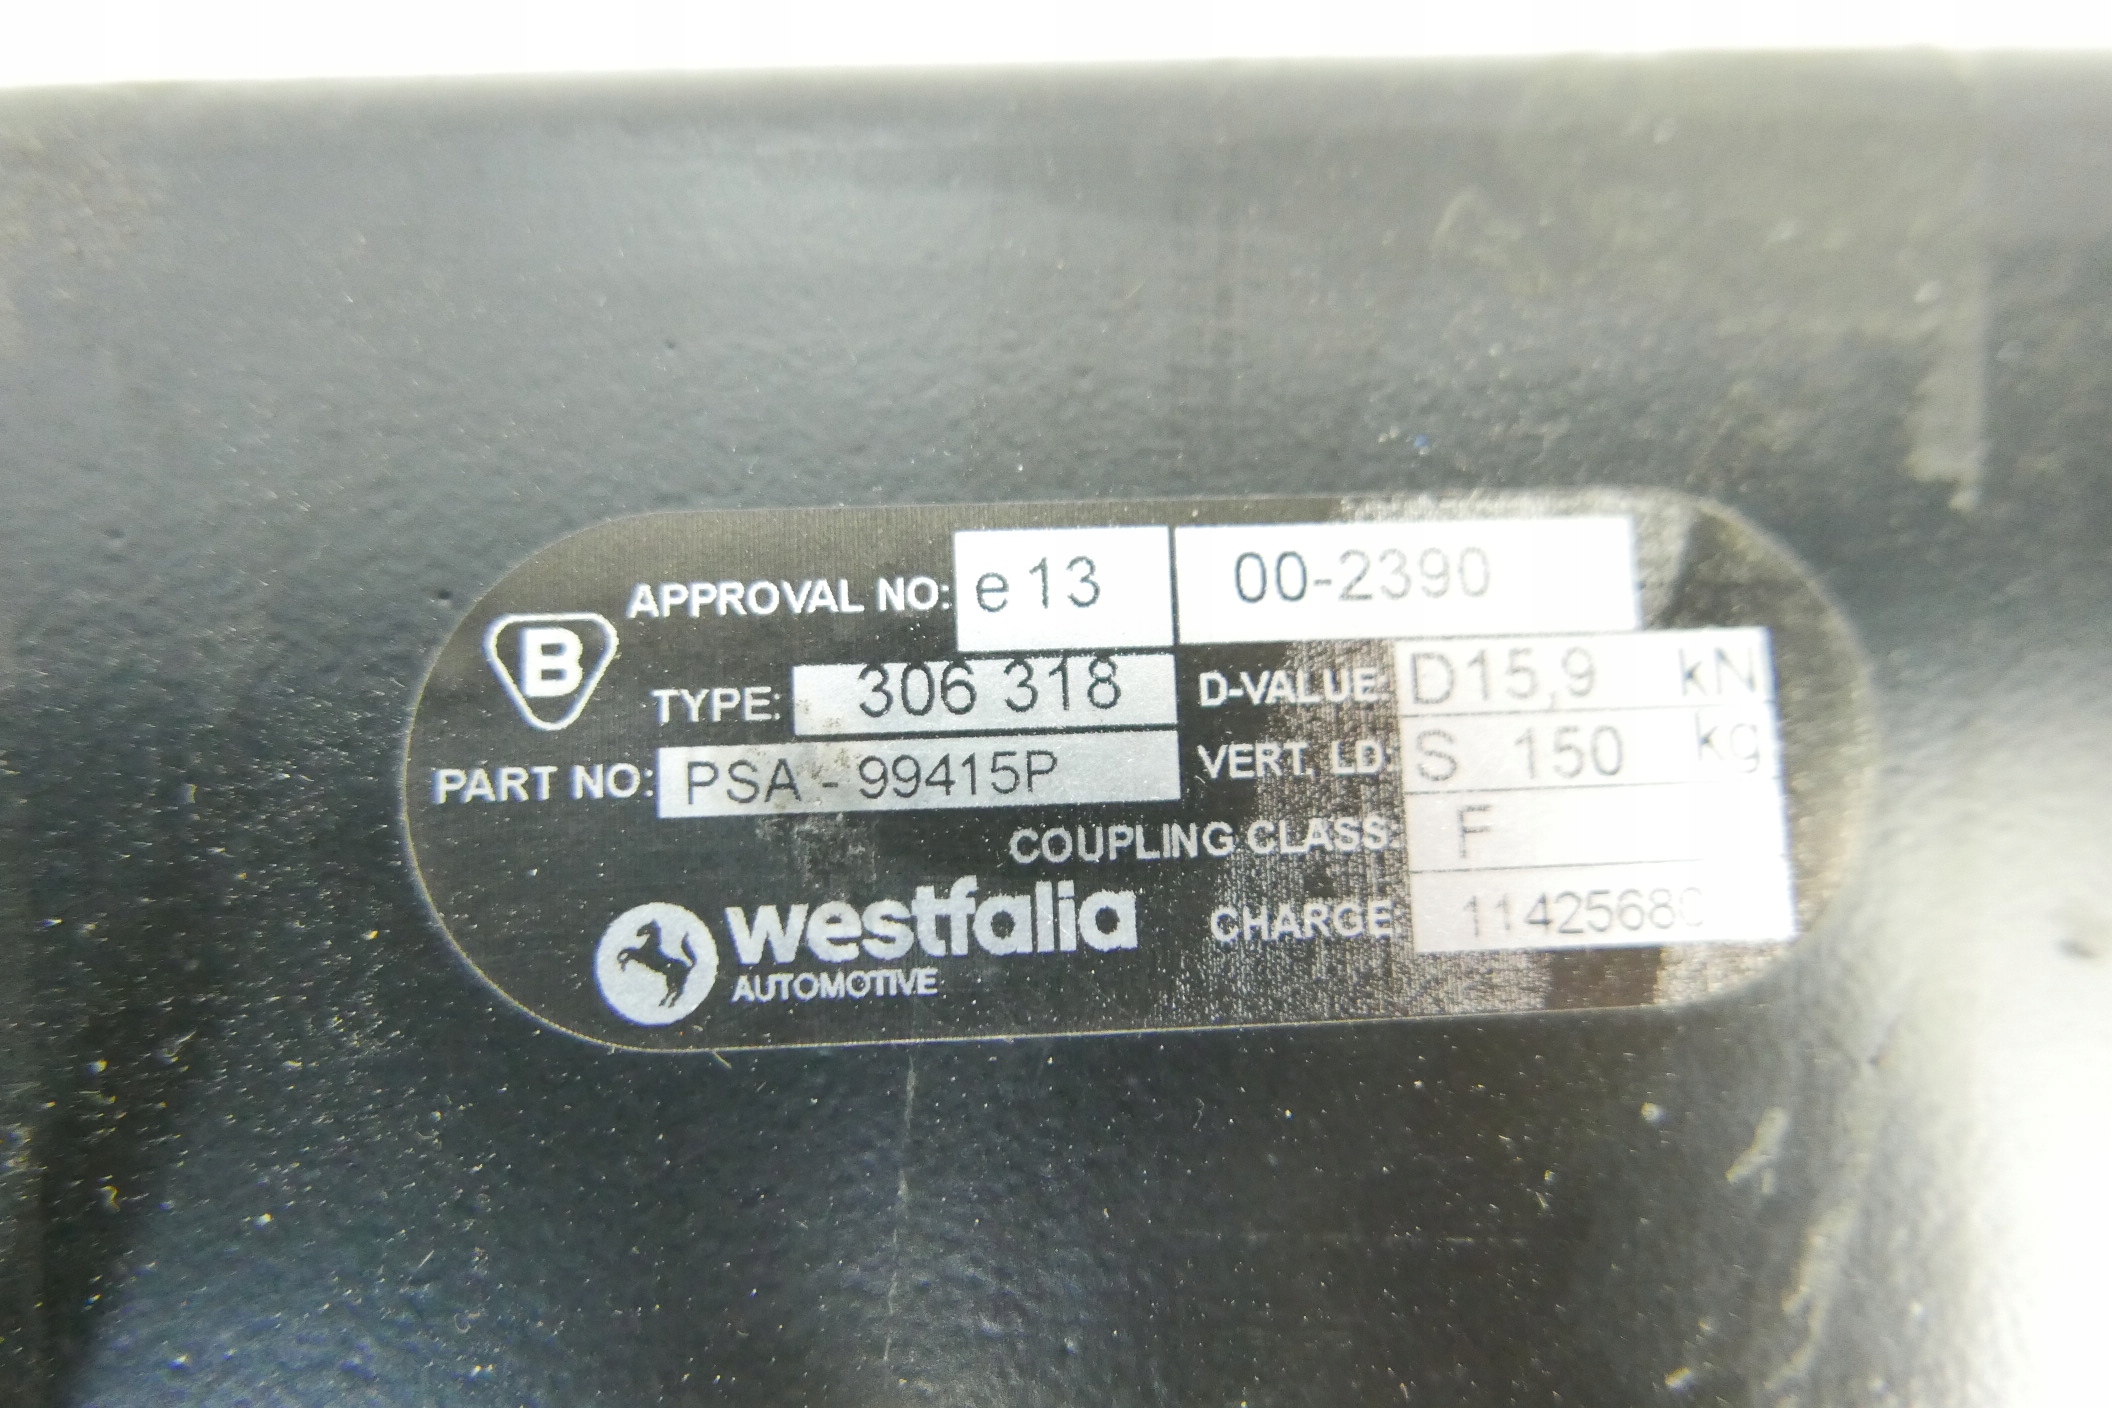 APPROVAL NO: e13 00-2390
B
TYPE: 306 318 D-VALUE: D15,9 kN
PART NO: PSA - 99415P VERT. LD: S 150 kg
COUPLING CLASS: F
westfalia CHARGE:
AUTOMOTIVE